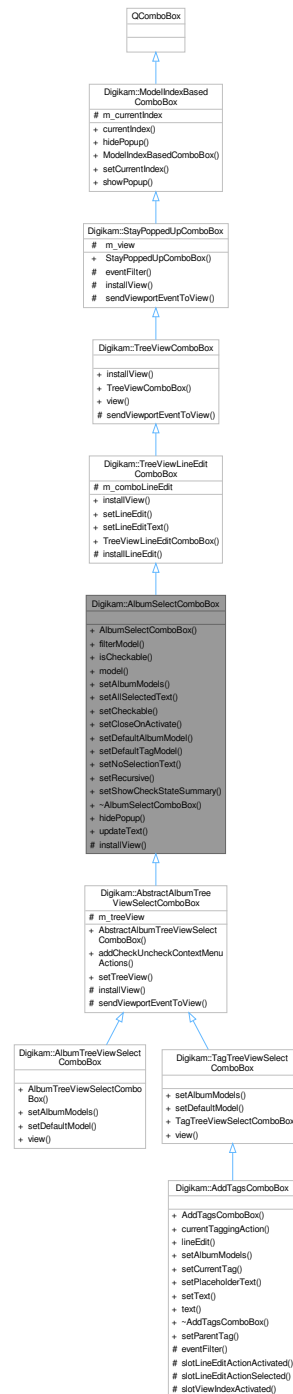 QComboBox
Digikam::ModelIndexBased
ComboBox
# m_currentIndex
+ currentIndex()
+ hidePopup()
+ ModelIndexBasedComboBox()
+ setCurrentIndex()
+ showPopup()
Digikam::StayPoppedUpComboBox
# m_view
+ StayPoppedUpComboBox()
# eventFilter()
# installView()
# sendViewportEventToView()
Digikam::TreeViewComboBox
+ installView()
+ TreeViewComboBox()
+ view()
# sendViewportEventToView()
Digikam::TreeViewLineEdit
ComboBox
# m_comboLineEdit
+ installView()
+ setLineEdit()
+ setLineEditText()
+ TreeViewLineEditComboBox()
# installLineEdit()
Digikam::AlbumSelectComboBox
+ AlbumSelectComboBox()
+ filterModel()
+ isCheckable()
+ model()
+ setAlbumModels()
+ setAllSelectedText()
+ setCheckable()
+ setCloseOnActivate()
+ setDefaultAlbumModel()
+ setDefaultTagModel()
+ setNoSelectionText()
+ setRecursive()
+ setShowCheckStateSummary()
+ ~AlbumSelectComboBox()
+ hidePopup()
+ updateText()
# installView()
Digikam::AbstractAlbumTree
ViewSelectComboBox
# m_treeView
+ AbstractAlbumTreeViewSelect
ComboBox()
+ addCheckUncheckContextMenu
Actions()
+ setTreeView()
# installView()
# sendViewportEventToView()
Digikam::AlbumTreeViewSelect
ComboBox
+ AlbumTreeViewSelectCombo
Box()
+ setAlbumModels()
+ setDefaultModel()
+ view()
Digikam::TagTreeViewSelect
ComboBox
+ setAlbumModels()
+ setDefaultModel()
+ TagTreeViewSelectComboBox
+ view()
Digikam::AddTagsComboBox
+ AddTagsComboBox()
+ currentTaggingAction()
+ lineEdit()
+ setAlbumModels()
+ setCurrentTag()
+ setPlaceholderText()
+ setText()
+ text()
+ ~AddTagsComboBox()
+ setParentTag()
# eventFilter()
# slotLineEditActionActivated()
# slotLineEditActionSelected()
# slotViewIndexActivated()